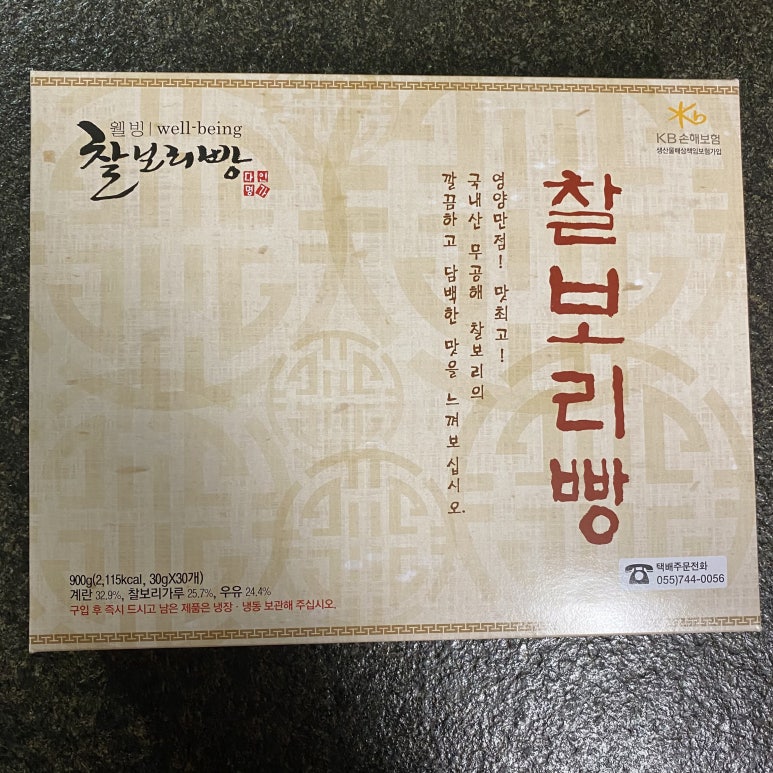 웰빙 | well-being
찰보리빵
다인
명가
Kb
KB손해보험
생산물배상책임보험가입
찰보리빵
영양만점! 맛최고!
국내산 무공해 찰보리의
깔끔하고 담백한 맛을 느껴보십시오.
900g(2,115kcal, 30gX30개)
계란 32.9%, 찰보리가루 25.7%, 우유 24.4%
구입 후 즉시 드시고 남은 제품은 냉장·냉동 보관해 주십시오.
택배주문전화
055)744-0056